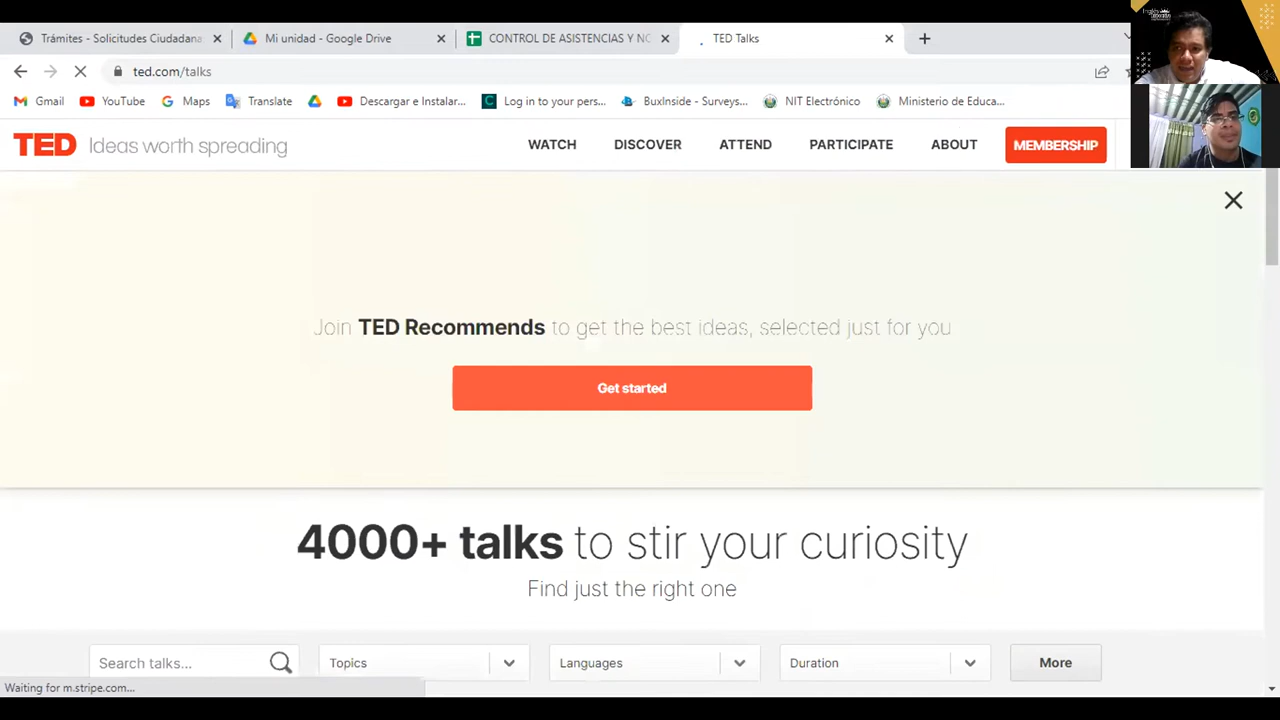 Trámites - Solicitudes Ciudadana
Mi unidad - Google Drive
CONTROL DE ASISTENCIAS Y NO
TED Talks
ted.com/talks
Gmail
YouTube
Maps
Translate
Descargar e Instalar...
Log in to your pers...
BuxInside - Surveys...
NIT Electrónico
Ministerio de Educa...
TED Ideas worth spreading
WATCH
DISCOVER
ATTEND
PARTICIPATE
ABOUT
MEMBERSHIP
Join TED Recommends to get the best ideas, selected just for you
Get started
4000+ talks to stir your curiosity
Find just the right one
Search talks...
Topics
Languages
Duration
More
Waiting for m.stripe.com...